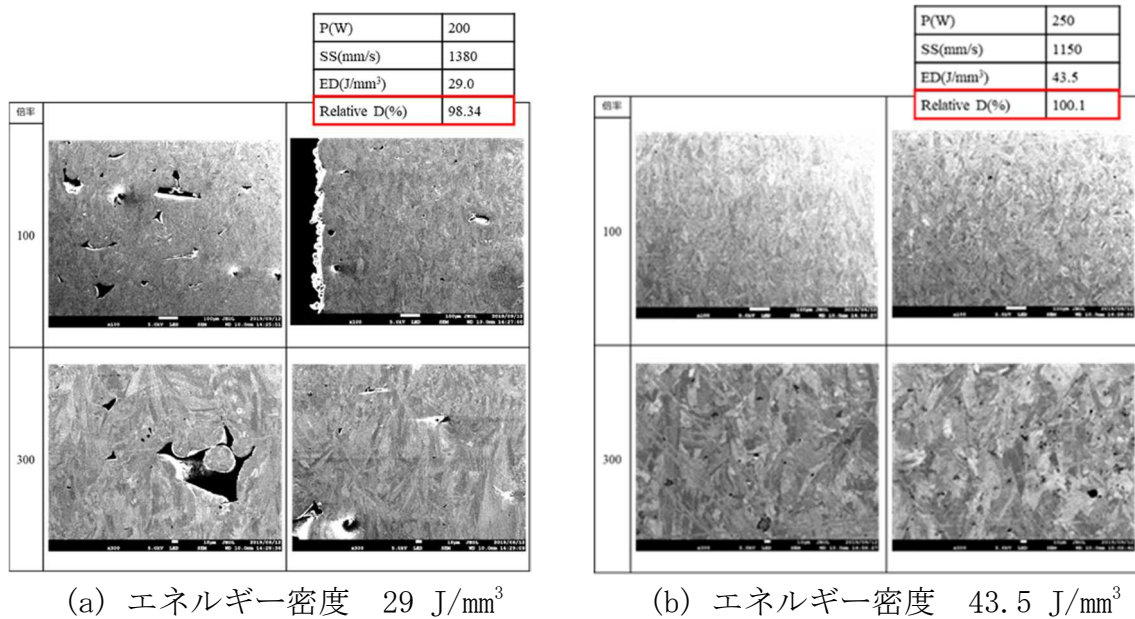 P(W) 200
SS(mm/s) 1380
ED(J/mm³) 29.0
Relative D(%) 98.34
倍率
100
300
(a) エネルギー密度 29 J/mm³
P(W) 250
SS(mm/s) 1150
ED(J/mm³) 43.5
Relative D(%) 100.1
倍率
100
300
(b) エネルギー密度 43.5 J/mm³